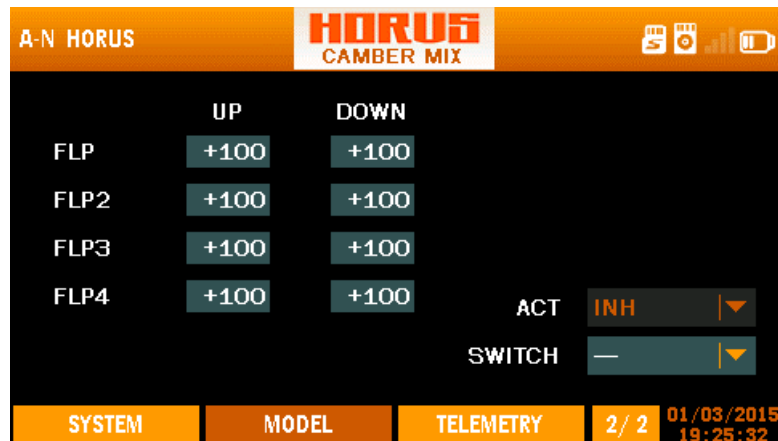 A-N HORUS
HORUS
CAMBER MIX
UP DOWN
FLP +100 +100
FLP2 +100 +100
FLP3 +100 +100
FLP4 +100 +100
ACT INH
SWITCH —
SYSTEM MODEL TELEMETRY 2/2 01/03/2015
19:25:32